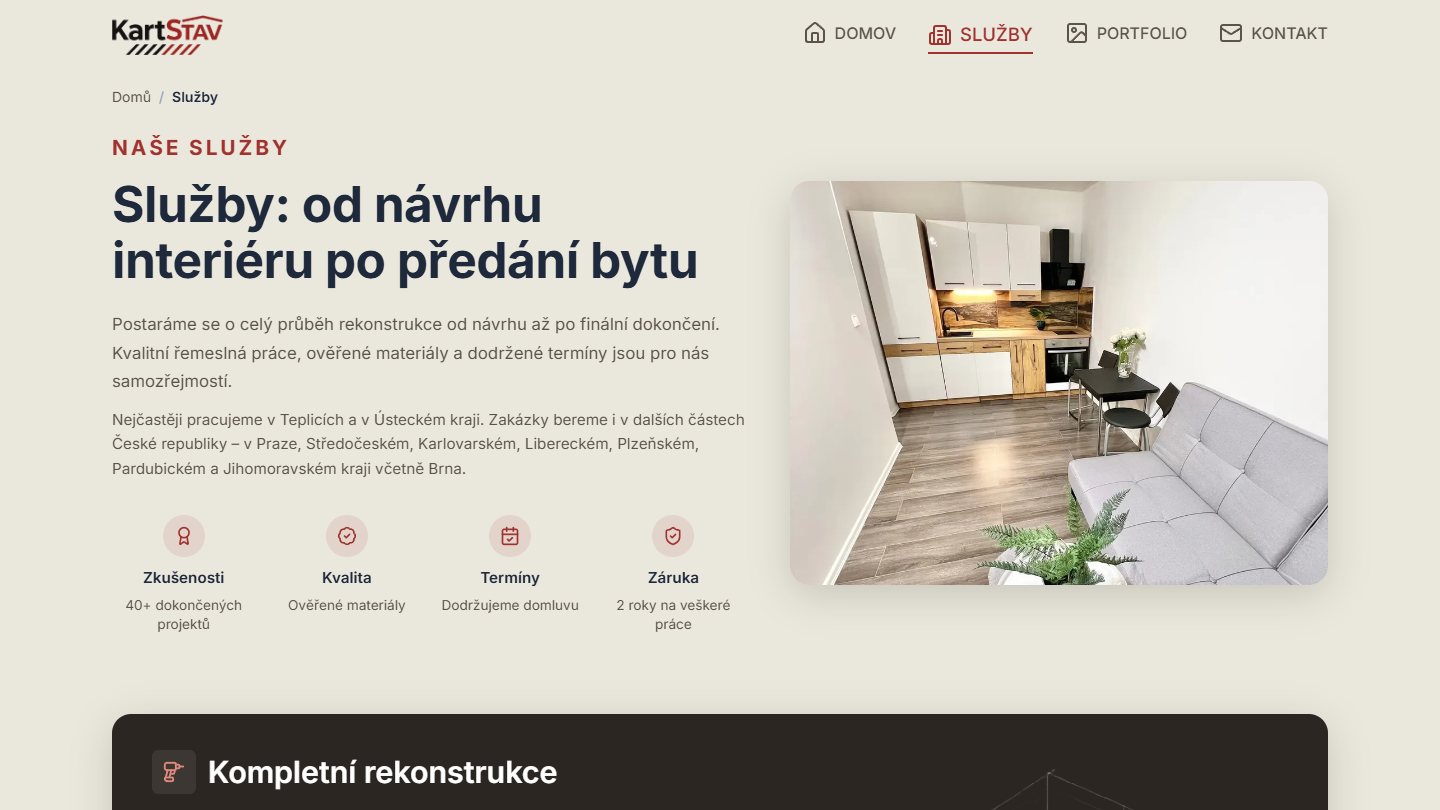 KartSTAV
DOMOV
SLUŽBY
PORTFOLIO
KONTAKT
Domů / Služby
NAŠE SLUŽBY
Služby: od návrhu
interiéru po předání bytu
Postaráme se o celý průběh rekonstrukce od návrhu až po finální dokončení.
Kvalitní řemeslná práce, ověřené materiály a dodržené termíny jsou pro nás
samozřejmostí.
Nejčastěji pracujeme v Teplicích a v Ústeckém kraji. Zakázky bereme i v dalších částech
České republiky – v Praze, Středočeském, Karlovarském, Libereckém, Plzeňském,
Pardubickém a Jihomoravském kraji včetně Brna.
Zkušenosti
40+ dokončených
projektů
Kvalita
Ověřené materiály
Termíny
Dodržujeme domluvu
Záruka
2 roky na veškeré
práce
Kompletní rekonstrukce